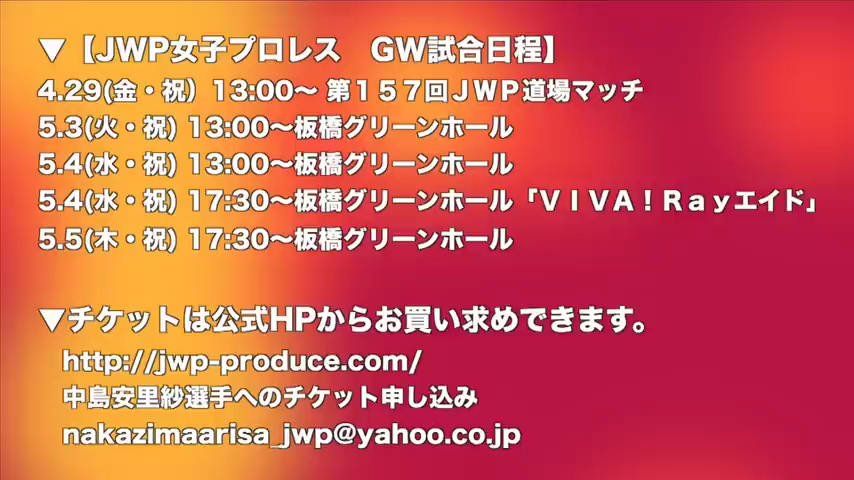 ▼【JWP女子プロレス　GW試合日程】
4.29(金・祝）13:00～ 第１５７回ＪＷＰ道場マッチ
5.3(火・祝) 13:00～板橋グリーンホール
5.4(水・祝) 13:00～板橋グリーンホール
5.4(水・祝) 17:30～板橋グリーンホール「ＶＩＶＡ！Ｒａｙエイド」
5.5(木・祝) 17:30～板橋グリーンホール
▼チケットは公式HPからお買い求めできます。
http://jwp-produce.com/
中島安里紗選手へのチケット申し込み
nakazimaarisa_jwp@yahoo.co.jp